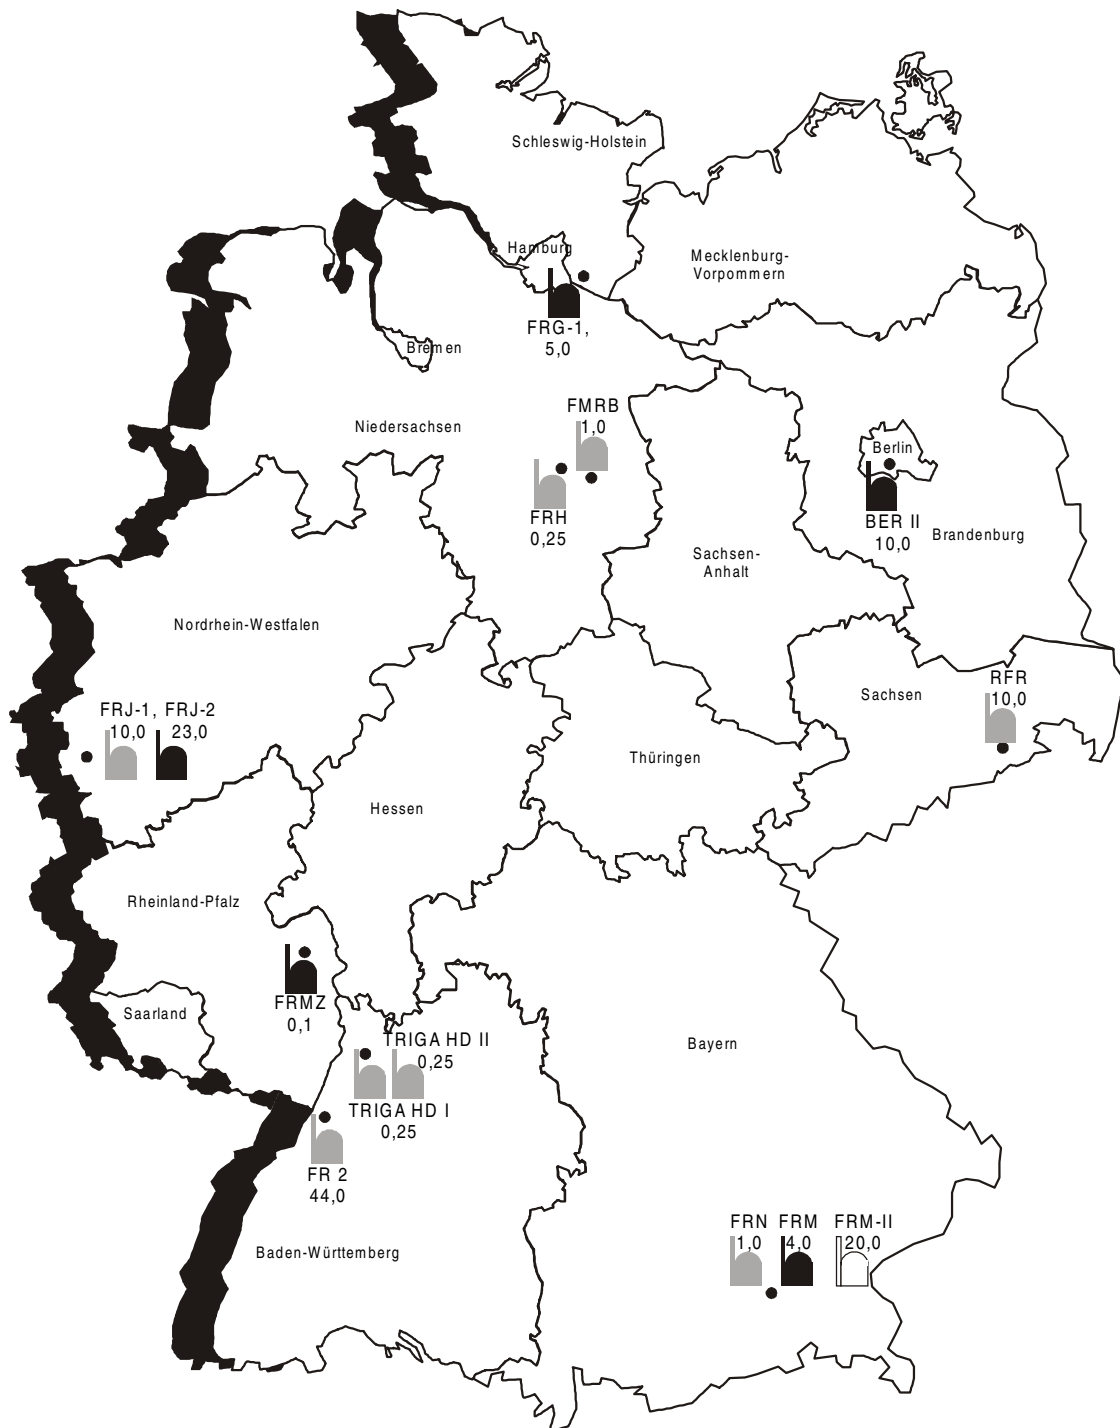 Schleswig-Holstein
Hamburg
Mecklenburg-
Vorpommern
FRG-1,
5,0
Bremen
Niedersachsen
FMRB
1,0
FRH
0,25
Berlin
BER II
10,0
Brandenburg
Sachsen-
Anhalt
Nordrhein-Westfalen
FRJ-1, FRJ-2
10,0 23,0
Hessen
Thüringen
Sachsen
RFR
10,0
Rheinland-Pfalz
FRMZ
0,1
Saarland
TRIGA HD II
0,25
TRIGA HD I
0,25
FR 2
44,0
Baden-Württemberg
Bayern
FRN FRM FRM-II
1,0 4,0 20,0